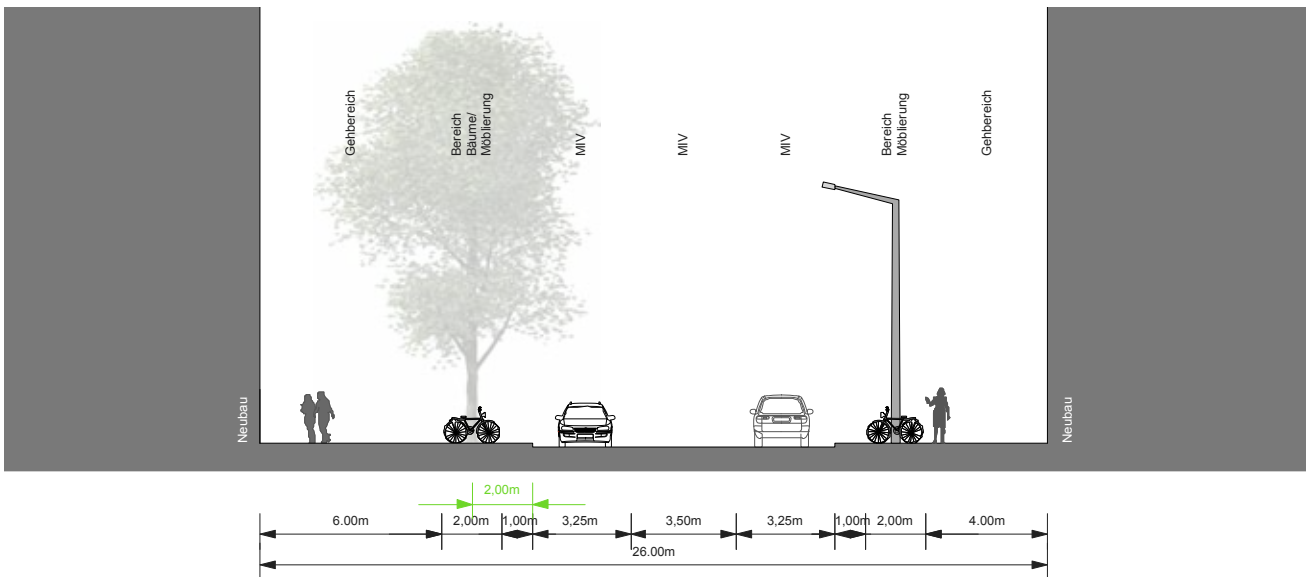 Gehbereich
Bereich
Bäume/
Möblierung
MIV
MIV
MIV
Bereich
Möblierung
Gehbereich
Neubau
Neubau
2,00m
6.00m
2,00m
1,00m
3,25m
3,50m
3,25m
1,00m
2,00m
4.00m
26.00m